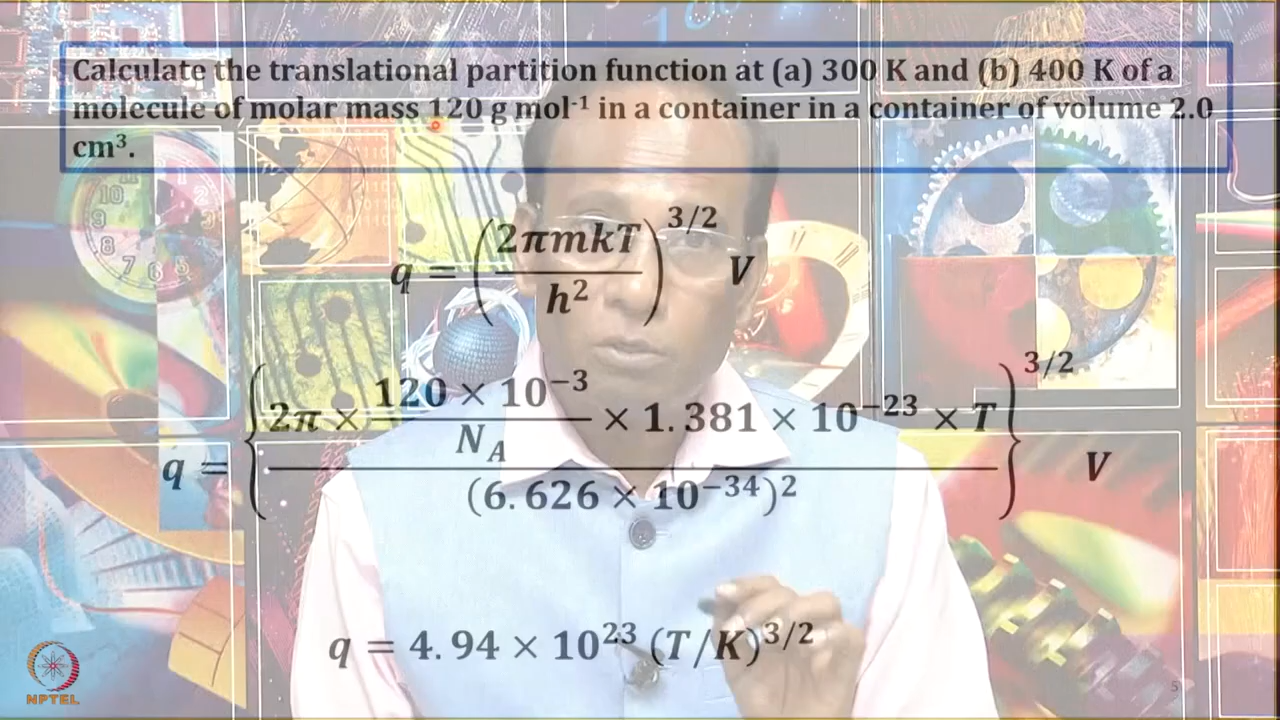 Calculate the translational partition function at (a) 300 K and (b) 400 K of a
molecule of molar mass 120 g mol⁻¹ in a container in a container of volume 2.0
cm³.
q = (2πmkT / h²)^3/2 V
q = {2π × (120 × 10⁻³ / N_A) × 1.381 × 10⁻²³ × T / (6.626 × 10⁻³⁴)²}^3/2 V
q = 4.94 × 10²³ (T/K)^3/2
NPTEL
5